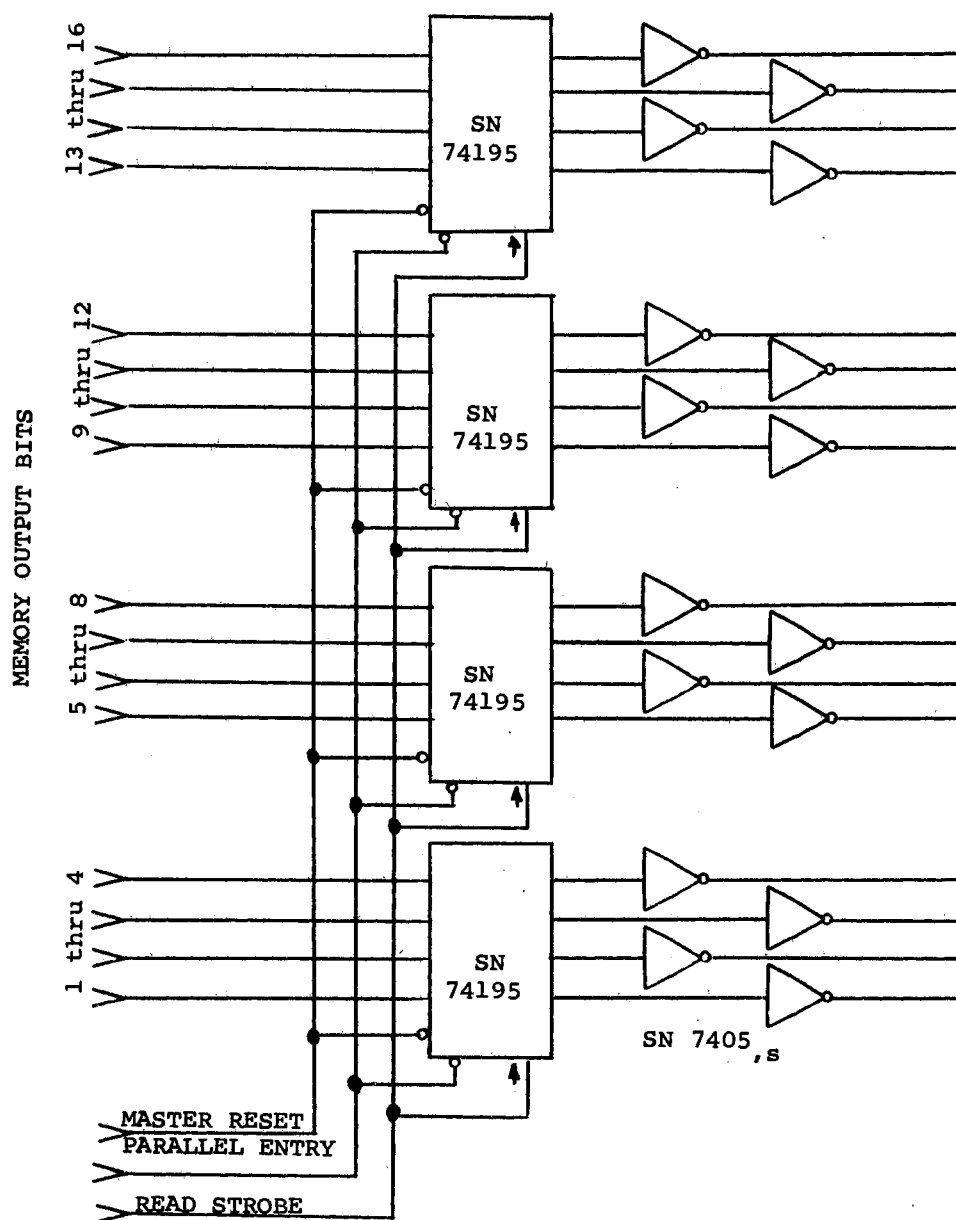 MEMORY OUTPUT BITS
13 thru 16
SN
74195
9 thru 12
SN
74195
5 thru 8
SN
74195
1 thru 4
SN
74195
SN 7405,s
MASTER RESET
PARALLEL ENTRY
READ STROBE